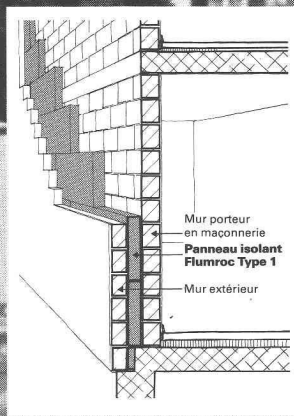 Mur porteur
en maçonnerie
Panneau isolant
Flumroc Type 1
Mur extérieur